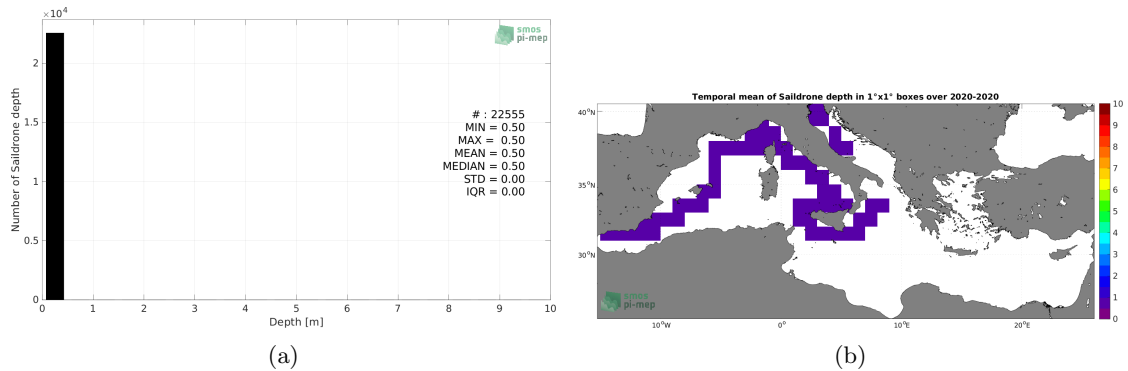 ×10⁴
2
1.5
1
0.5
0
Number of Saildrone depth
0 1 2 3 4 5 6 7 8 9 10
Depth [m]
smos
pi-mep
# : 22555
MIN = 0.50
MAX = 0.50
MEAN = 0.50
MEDIAN = 0.50
STD = 0.00
IQR = 0.00
(a)
Temporal mean of Saildrone depth in 1°x1° boxes over 2020-2020
40°N
35°N
30°N
10°W 0° 10°E 20°E
smos
pi-mep
10
9
8
7
6
5
4
3
2
1
0
(b)